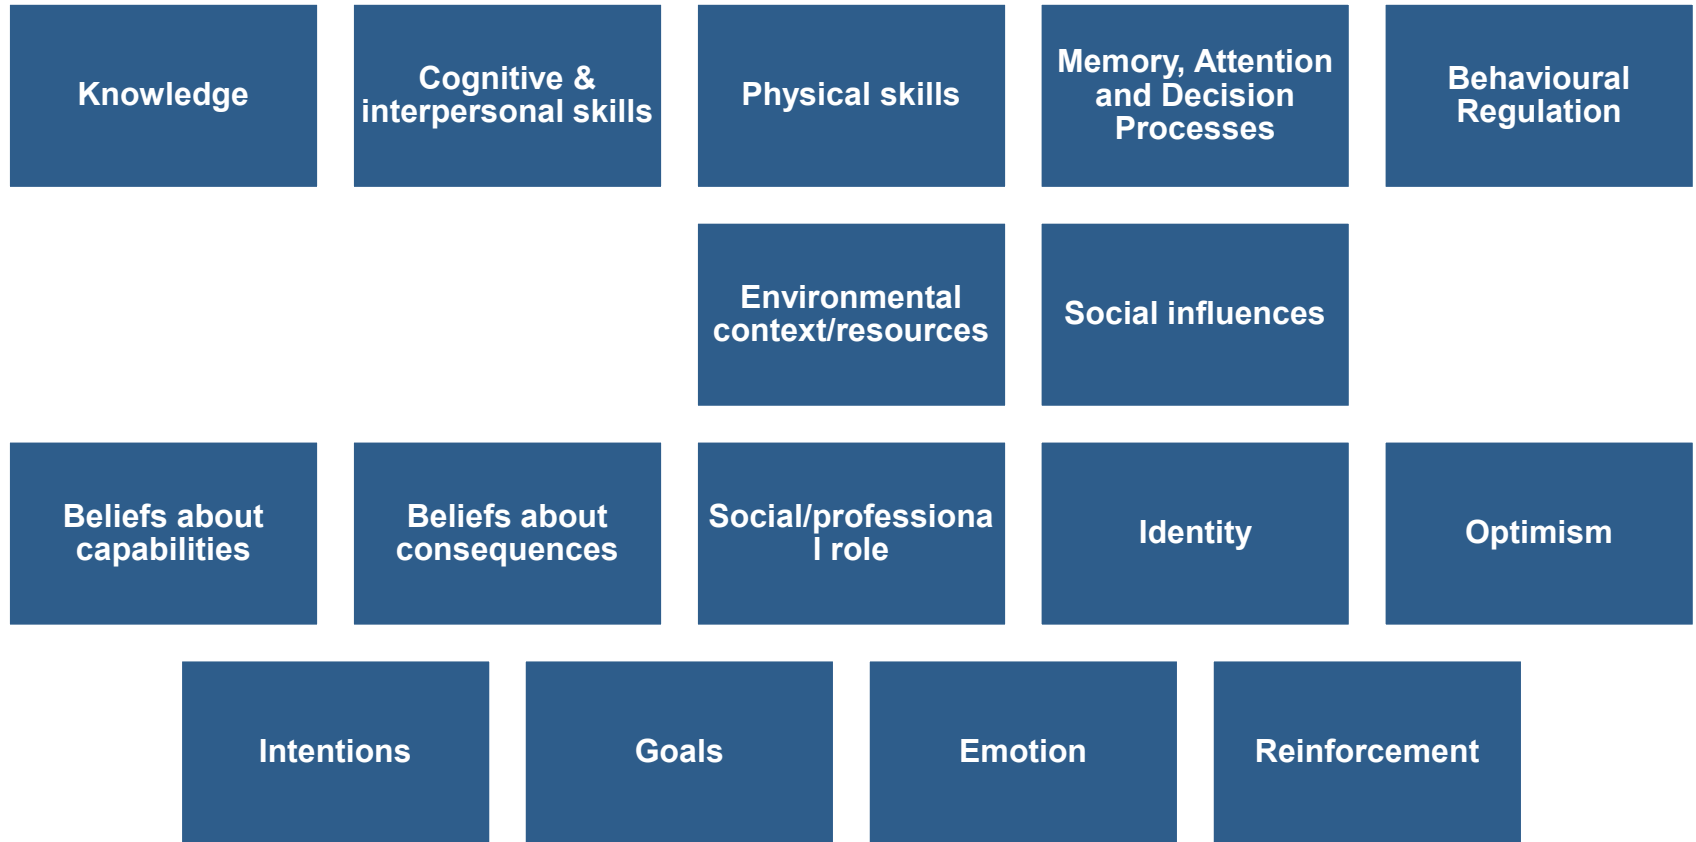 Knowledge
Cognitive &
interpersonal skills
Physical skills
Memory, Attention
and Decision
Processes
Behavioural
Regulation
Environmental
context/resources
Social influences
Beliefs about
capabilities
Beliefs about
consequences
Social/professiona
l role
Identity
Optimism
Intentions
Goals
Emotion
Reinforcement